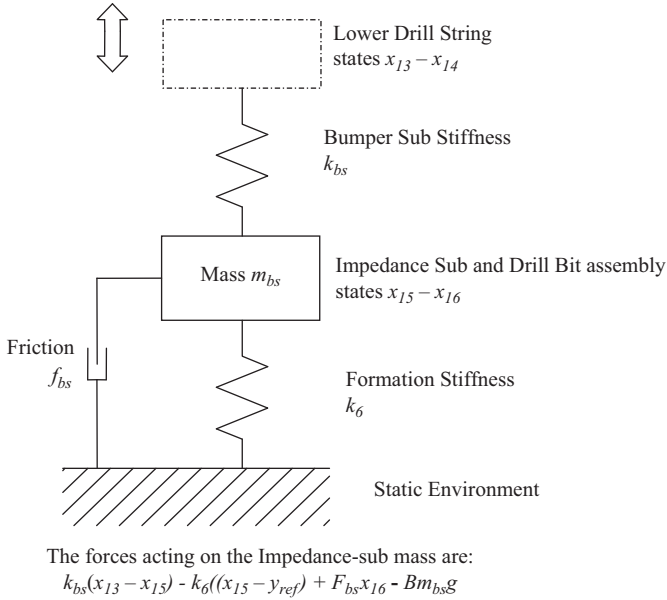 Lower Drill String
states x13 – x14
Bumper Sub Stiffness
kbs
Mass mbs
Impedance Sub and Drill Bit assembly
states x15 – x16
Friction
fbs
Formation Stiffness
k6
Static Environment
The forces acting on the Impedance-sub mass are:
kbs(x13 – x15) - k6((x15 – yref) + Fbsx16 - Bmbsg